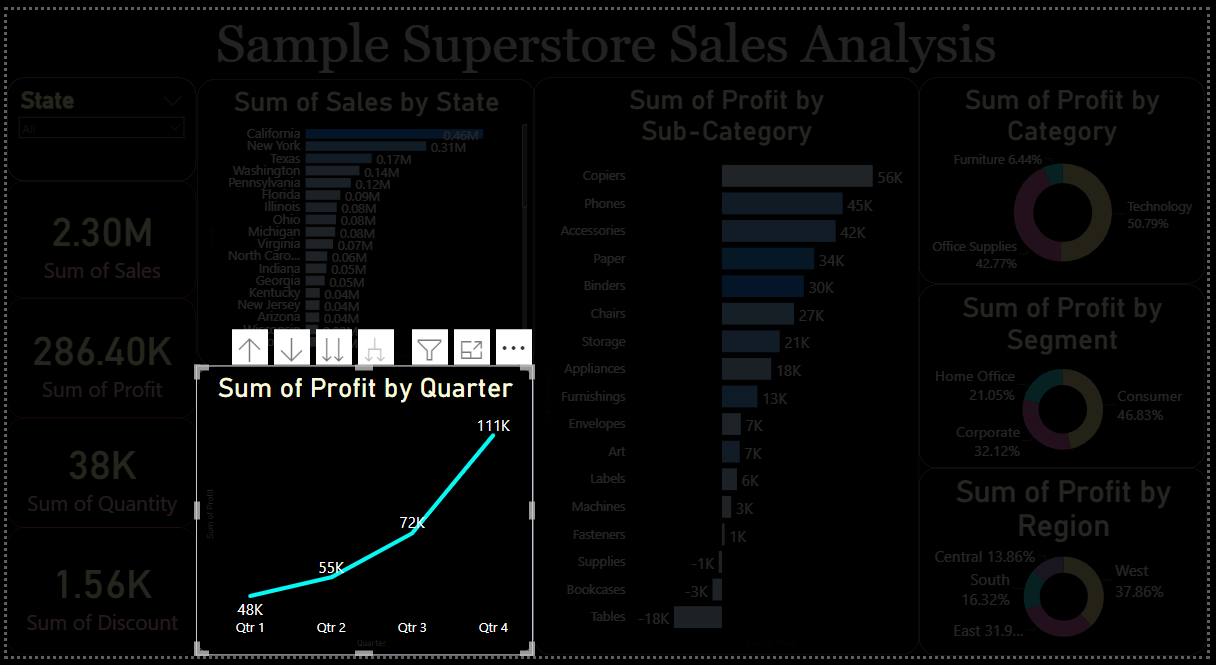 Sample Superstore Sales Analysis
State
All
2.30M
Sum of Sales
286.40K
Sum of Profit
38K
Sum of Quantity
1.56K
Sum of Discount
Sum of Sales by State
California 0.46M
New York 0.31M
Texas 0.17M
Washington 0.14M
Pennsylvania 0.12M
Florida 0.09M
Illinois 0.08M
Ohio 0.08M
Michigan 0.08M
Virginia 0.07M
North Caro... 0.06M
Indiana 0.05M
Georgia 0.05M
Kentucky 0.04M
New Jersey 0.04M
Arizona 0.04M
Sum of Profit by Quarter
Sum of Profit
111K
72K
55K
48K
Qtr 1 Qtr 2 Qtr 3 Qtr 4
Quarter
Sum of Profit by
Sub-Category
Copiers 56K
Phones 45K
Accessories 42K
Paper 34K
Binders 30K
Chairs 27K
Storage 21K
Appliances 18K
Furnishings 13K
Envelopes 7K
Art 7K
Labels 6K
Machines 3K
Fasteners 1K
Supplies -1K
Bookcases -3K
Tables -18K
Sum of Profit by
Category
Furniture 6.44%
Technology
50.79%
Office Supplies
42.77%
Sum of Profit by
Segment
Home Office
21.05%
Consumer
46.83%
Corporate
32.12%
Sum of Profit by
Region
Central 13.86%
West
37.86%
South
16.32%
East 31.9...